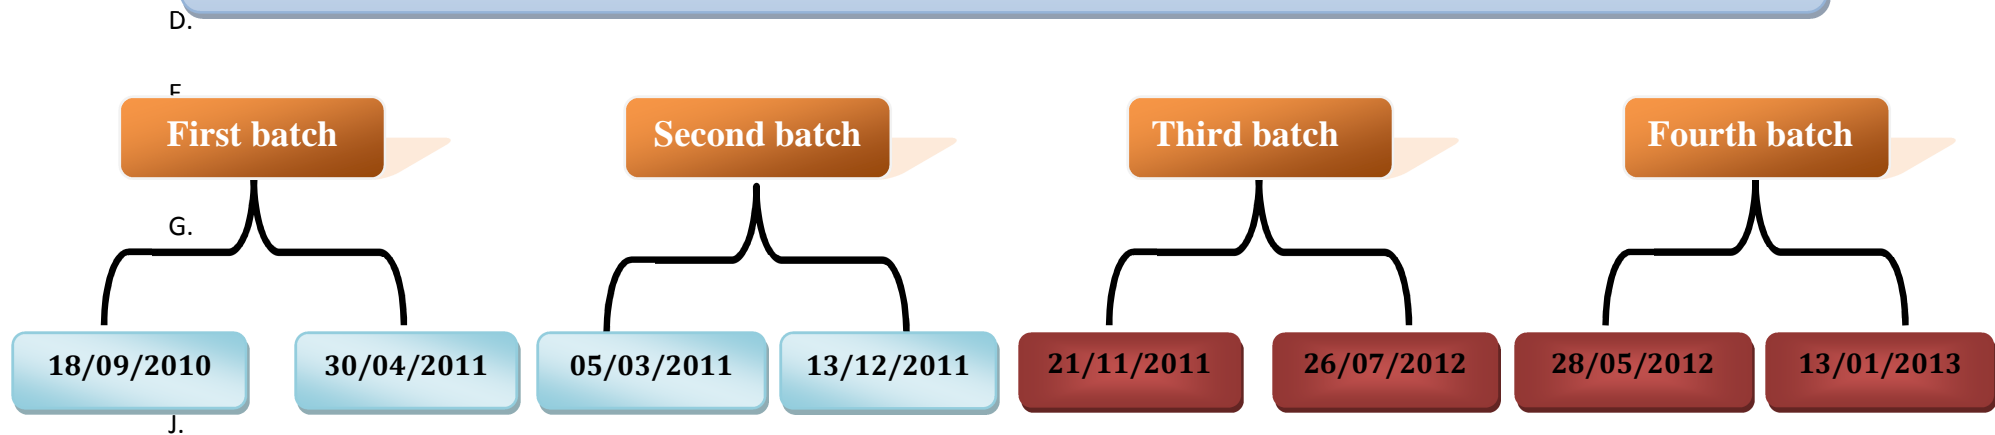 D.
First batch
Second batch
Third batch
Fourth batch
G.
18/09/2010
30/04/2011
05/03/2011
13/12/2011
21/11/2011
26/07/2012
28/05/2012
13/01/2013
J.